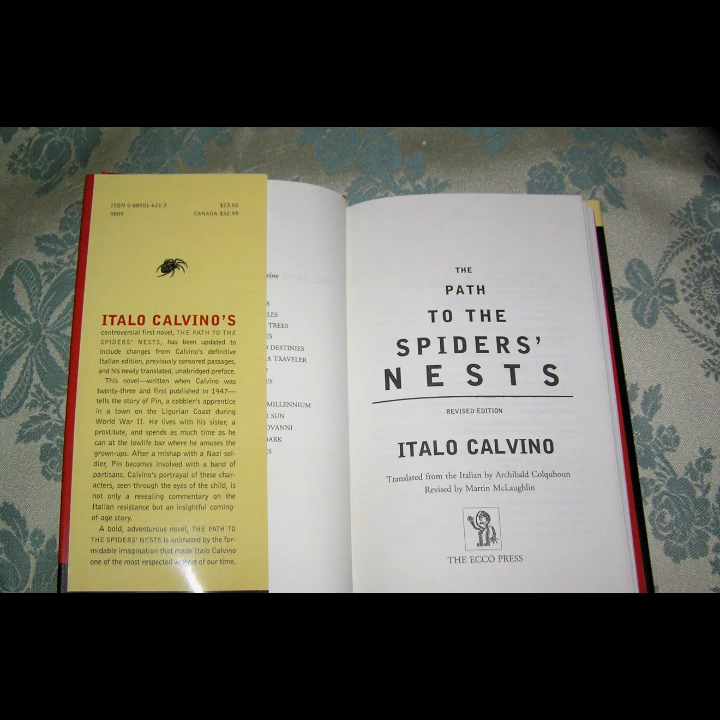 ISBN 0-88001-621-3 $23.00
9809 CANADA $32.99
ITALO CALVINO'S
controversial first novel, THE PATH TO THE
SPIDERS' NESTS, has been updated to
include changes from Calvino's definitive
Italian edition, previously censored passages,
and his newly translated, unabridged preface.
This novel—written when Calvino was
twenty-three and first published in 1947—
tells the story of Pin, a cobbler's apprentice
in a town on the Ligurian Coast during
World War II. He lives with his sister, a
prostitute, and spends as much time as he
can at the lowlife bar where he amuses the
grown-ups. After a mishap with a Nazi sol-
dier, Pin becomes involved with a band of
partisans. Calvino's portrayal of these char-
acters, seen through the eyes of the child, is
not only a revealing commentary on the
Italian resistance but an insightful coming-
of-age story.
A bold, adventurous novel, THE PATH TO
THE SPIDERS' NESTS is animated by the for-
midable imagination that made Italo Calvino
one of the most respected writers of our time.
TREES
DESTINIES
A TRAVELER
MILLENNIUM
SUN
THE
PATH
TO THE
SPIDERS'
NESTS
REVISED EDITION
ITALO CALVINO
Translated from the Italian by Archibald Colquhoun
Revised by Martin McLaughlin
THE ECCO PRESS